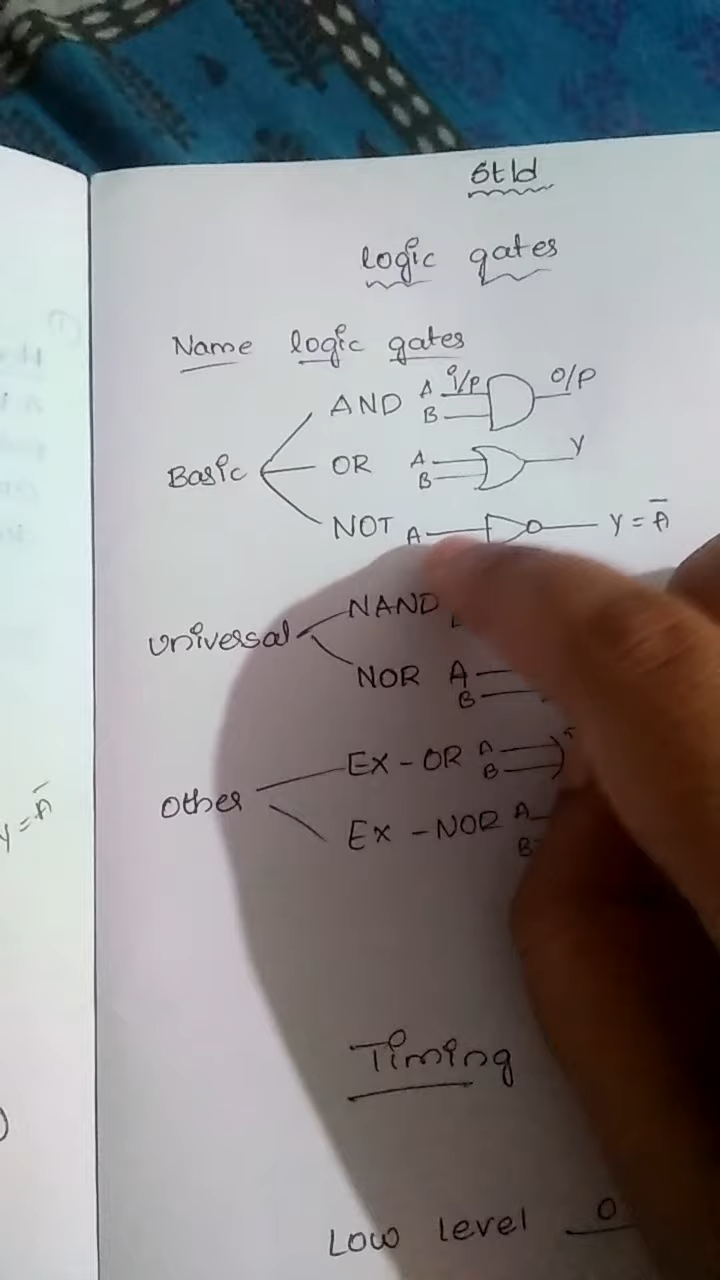 Stld
logic gates
Name logic gates
Basic
AND A i/p O/P
B
OR A Y
B
NOT A Y = Ā
Universal
NAND
NOR A
B
Other
EX - OR A
B
EX - NOR A
B
Y = Ā
Timing
Low level 0